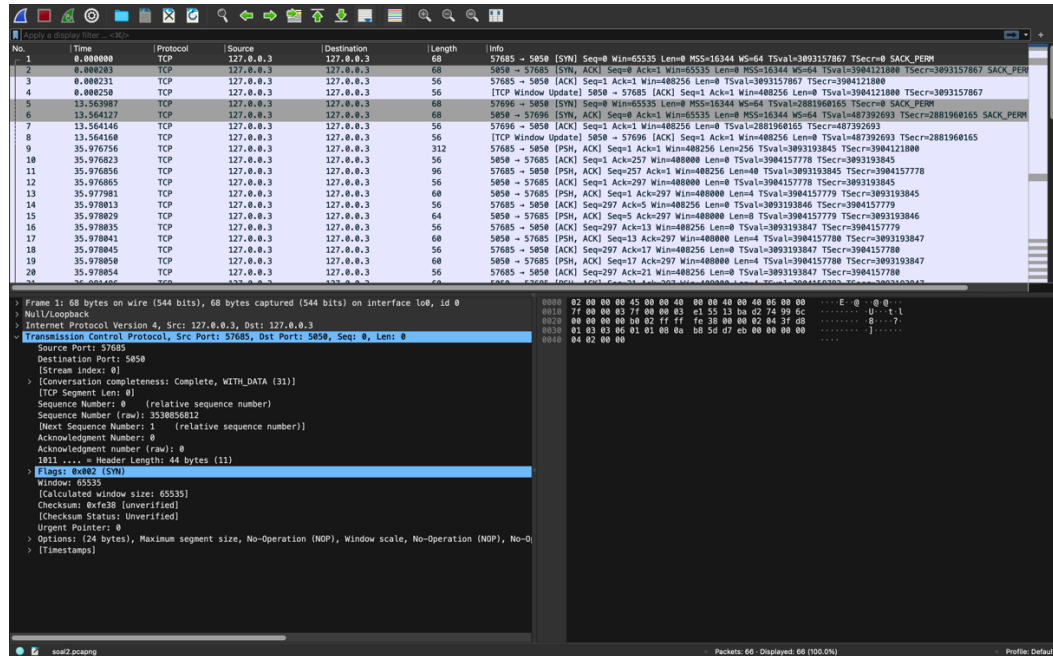 Apply a display filter ... <⌘/>
No. Time Protocol Source Destination Length Info
1 0.000000 TCP 127.0.0.3 127.0.0.3 68 57685 → 5050 [SYN] Seq=0 Win=65535 Len=0 MSS=16344 WS=64 TSval=3093157867 TSecr=0 SACK_PERM
2 0.000203 TCP 127.0.0.3 127.0.0.3 68 5050 → 57685 [SYN, ACK] Seq=0 Ack=1 Win=65535 Len=0 MSS=16344 WS=64 TSval=3904121800 TSecr=3093157867 SACK_PERM
3 0.000231 TCP 127.0.0.3 127.0.0.3 56 57685 → 5050 [ACK] Seq=1 Ack=1 Win=408256 Len=0 TSval=3093157867 TSecr=3904121800
4 0.000250 TCP 127.0.0.3 127.0.0.3 56 [TCP Window Update] 5050 → 57685 [ACK] Seq=1 Ack=1 Win=408256 Len=0 TSval=3904121800 TSecr=3093157867
5 13.563987 TCP 127.0.0.3 127.0.0.3 68 57696 → 5050 [SYN] Seq=0 Win=65535 Len=0 MSS=16344 WS=64 TSval=2881960165 TSecr=0 SACK_PERM
6 13.564127 TCP 127.0.0.3 127.0.0.3 68 5050 → 57696 [SYN, ACK] Seq=0 Ack=1 Win=65535 Len=0 MSS=16344 WS=64 TSval=487392693 TSecr=2881960165 SACK_PERM
7 13.564146 TCP 127.0.0.3 127.0.0.3 56 57696 → 5050 [ACK] Seq=1 Ack=1 Win=408256 Len=0 TSval=2881960165 TSecr=487392693
8 13.564160 TCP 127.0.0.3 127.0.0.3 56 [TCP Window Update] 5050 → 57696 [ACK] Seq=1 Ack=1 Win=408256 Len=0 TSval=487392693 TSecr=2881960165
9 35.976756 TCP 127.0.0.3 127.0.0.3 312 57685 → 5050 [PSH, ACK] Seq=1 Ack=1 Win=408256 Len=256 TSval=3093193845 TSecr=3904121800
10 35.976823 TCP 127.0.0.3 127.0.0.3 56 5050 → 57685 [ACK] Seq=1 Ack=257 Win=408000 Len=0 TSval=3904157778 TSecr=3093193845
11 35.976856 TCP 127.0.0.3 127.0.0.3 96 57685 → 5050 [PSH, ACK] Seq=257 Ack=1 Win=408256 Len=40 TSval=3093193845 TSecr=3904157778
12 35.976865 TCP 127.0.0.3 127.0.0.3 56 5050 → 57685 [ACK] Seq=1 Ack=297 Win=408000 Len=0 TSval=3904157778 TSecr=3093193845
13 35.977981 TCP 127.0.0.3 127.0.0.3 60 5050 → 57685 [PSH, ACK] Seq=1 Ack=297 Win=408000 Len=4 TSval=3904157779 TSecr=3093193845
14 35.978013 TCP 127.0.0.3 127.0.0.3 56 57685 → 5050 [ACK] Seq=297 Ack=5 Win=408256 Len=0 TSval=3093193846 TSecr=3904157779
15 35.978029 TCP 127.0.0.3 127.0.0.3 64 5050 → 57685 [PSH, ACK] Seq=5 Ack=297 Win=408000 Len=8 TSval=3904157779 TSecr=3093193846
16 35.978035 TCP 127.0.0.3 127.0.0.3 56 57685 → 5050 [ACK] Seq=297 Ack=13 Win=408256 Len=0 TSval=3093193847 TSecr=3904157779
17 35.978041 TCP 127.0.0.3 127.0.0.3 60 5050 → 57685 [PSH, ACK] Seq=13 Ack=297 Win=408000 Len=4 TSval=3904157780 TSecr=3093193847
18 35.978045 TCP 127.0.0.3 127.0.0.3 56 57685 → 5050 [ACK] Seq=297 Ack=17 Win=408256 Len=0 TSval=3093193847 TSecr=3904157780
19 35.978050 TCP 127.0.0.3 127.0.0.3 60 5050 → 57685 [PSH, ACK] Seq=17 Ack=297 Win=408000 Len=4 TSval=3904157780 TSecr=3093193847
20 35.978054 TCP 127.0.0.3 127.0.0.3 56 57685 → 5050 [ACK] Seq=297 Ack=21 Win=408256 Len=0 TSval=3093193847 TSecr=3904157780
Frame 1: 68 bytes on wire (544 bits), 68 bytes captured (544 bits) on interface lo0, id 0
Null/Loopback
Internet Protocol Version 4, Src: 127.0.0.3, Dst: 127.0.0.3
Transmission Control Protocol, Src Port: 57685, Dst Port: 5050, Seq: 0, Len: 0
Source Port: 57685
Destination Port: 5050
[Stream index: 0]
[Conversation completeness: Complete, WITH_DATA (31)]
[TCP Segment Len: 0]
Sequence Number: 0 (relative sequence number)
Sequence Number (raw): 3530856812
[Next Sequence Number: 1 (relative sequence number)]
Acknowledgment Number: 0
Acknowledgment number (raw): 0
1011 .... = Header Length: 44 bytes (11)
Flags: 0x002 (SYN)
Window: 65535
[Calculated window size: 65535]
Checksum: 0xfe38 [unverified]
[Checksum Status: Unverified]
Urgent Pointer: 0
Options: (24 bytes), Maximum segment size, No-Operation (NOP), Window scale, No-Operation (NOP), No-O
[Timestamps]
0000 02 00 00 00 45 00 00 40 00 00 40 00 40 06 00 00 ····E··@ ··@·@···
0010 7f 00 00 03 7f 00 00 03 e1 55 13 ba d2 74 99 6c ········ ·U···t·l
0020 00 00 00 00 b0 02 ff ff fe 38 00 00 02 04 3f d8 ········ ·8····?·
0030 01 03 03 06 01 01 08 0a b8 5d d7 eb 00 00 00 00 ········ ·]······
0040 04 02 00 00 ····
soal2.pcapng
Packets: 66 · Displayed: 66 (100.0%)
Profile: Defaul